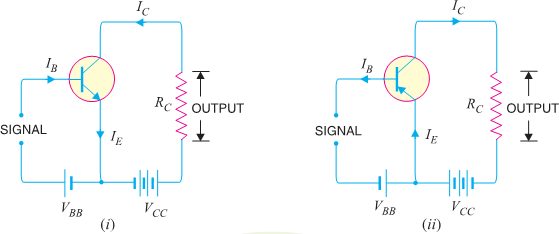 I_C
I_B
R_C
OUTPUT
SIGNAL
I_E
V_BB
V_CC
(i)
I_C
I_B
R_C
OUTPUT
SIGNAL
I_E
V_BB
V_CC
(ii)